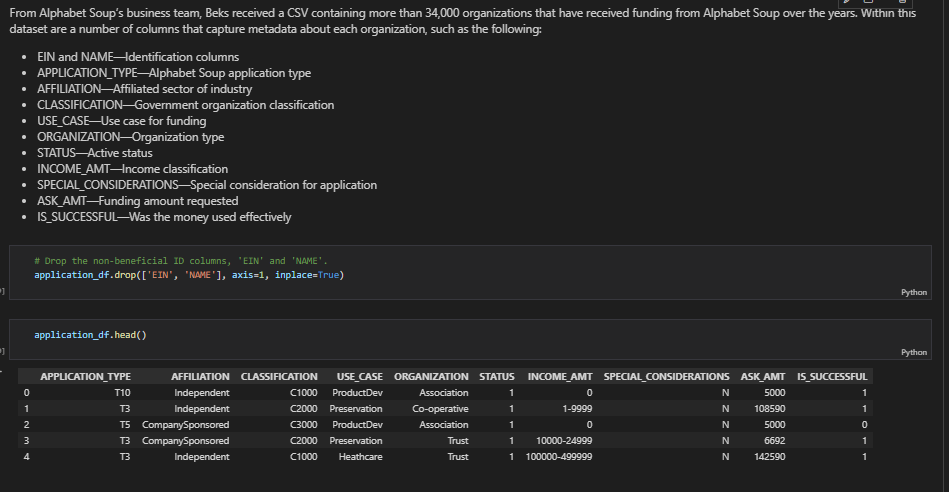 From Alphabet Soup's business team, Beks received a CSV containing more than 34,000 organizations that have received funding from Alphabet Soup over the years. Within this
dataset are a number of columns that capture metadata about each organization, such as the following:
• EIN and NAME—Identification columns
• APPLICATION_TYPE—Alphabet Soup application type
• AFFILIATION—Affiliated sector of industry
• CLASSIFICATION—Government organization classification
• USE_CASE—Use case for funding
• ORGANIZATION—Organization type
• STATUS—Active status
• INCOME_AMT—Income classification
• SPECIAL_CONSIDERATIONS—Special consideration for application
• ASK_AMT—Funding amount requested
• IS_SUCCESSFUL—Was the money used effectively
# Drop the non-beneficial ID columns, 'EIN' and 'NAME'.
application_df.drop(['EIN', 'NAME'], axis=1, inplace=True)
Python
application_df.head()
Python
APPLICATION_TYPE AFFILIATION CLASSIFICATION USE_CASE ORGANIZATION STATUS INCOME_AMT SPECIAL_CONSIDERATIONS ASK_AMT IS_SUCCESSFUL
0 T10 Independent C1000 ProductDev Association 1 0 N 5000 1
1 T3 Independent C2000 Preservation Co-operative 1 1-9999 N 108590 1
2 T5 CompanySponsored C3000 ProductDev Association 1 0 N 5000 0
3 T3 CompanySponsored C2000 Preservation Trust 1 10000-24999 N 6692 1
4 T3 Independent C1000 Heathcare Trust 1 100000-499999 N 142590 1